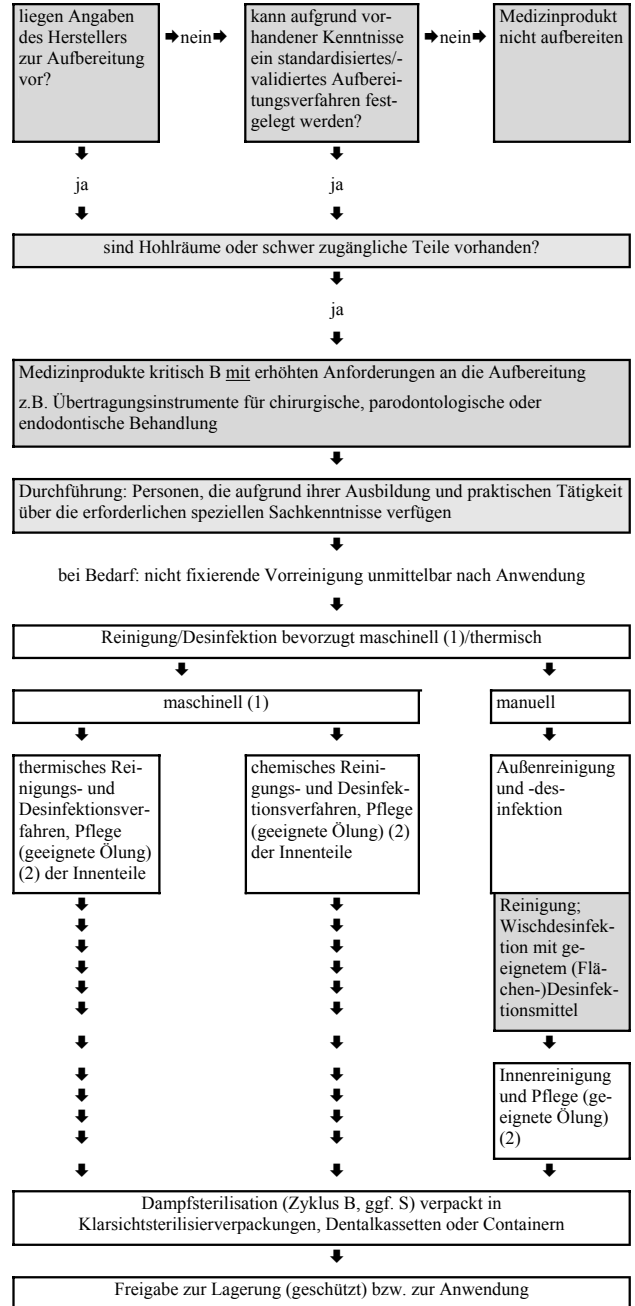 liegen Angaben
des Herstellers
zur Aufbereitung
vor?
nein
kann aufgrund vor-
handener Kenntnisse
ein standardisiertes/-
validiertes Aufberei-
tungsverfahren fest-
gelegt werden?
nein
Medizinprodukt
nicht aufbereiten
ja
ja
sind Hohlräume oder schwer zugängliche Teile vorhanden?
ja
Medizinprodukte kritisch B mit erhöhten Anforderungen an die Aufbereitung
z.B. Übertragungsinstrumente für chirurgische, parodontologische oder
endodontische Behandlung
Durchführung: Personen, die aufgrund ihrer Ausbildung und praktischen Tätigkeit
über die erforderlichen speziellen Sachkenntnisse verfügen
bei Bedarf: nicht fixierende Vorreinigung unmittelbar nach Anwendung
Reinigung/Desinfektion bevorzugt maschinell (1)/thermisch
maschinell (1)
manuell
thermisches Rei-
nigungs- und
Desinfektionsver-
fahren, Pflege
(geeignete Ölung)
(2) der Innenteile
chemisches Reini-
gungs- und Desinfek-
tionsverfahren, Pflege
(geeignete Ölung) (2)
der Innenteile
Außenreinigung
und -des-
infektion
Reinigung;
Wischdesinfek-
tion mit ge-
eignetem (Flä-
chen-)Desinfek-
tionsmittel
Innenreinigung
und Pflege (ge-
eignete Ölung)
(2)
Dampfsterilisation (Zyklus B, ggf. S) verpackt in
Klarsichtsterilisierverpackungen, Dentalkassetten oder Containern
Freigabe zur Lagerung (geschützt) bzw. zur Anwendung